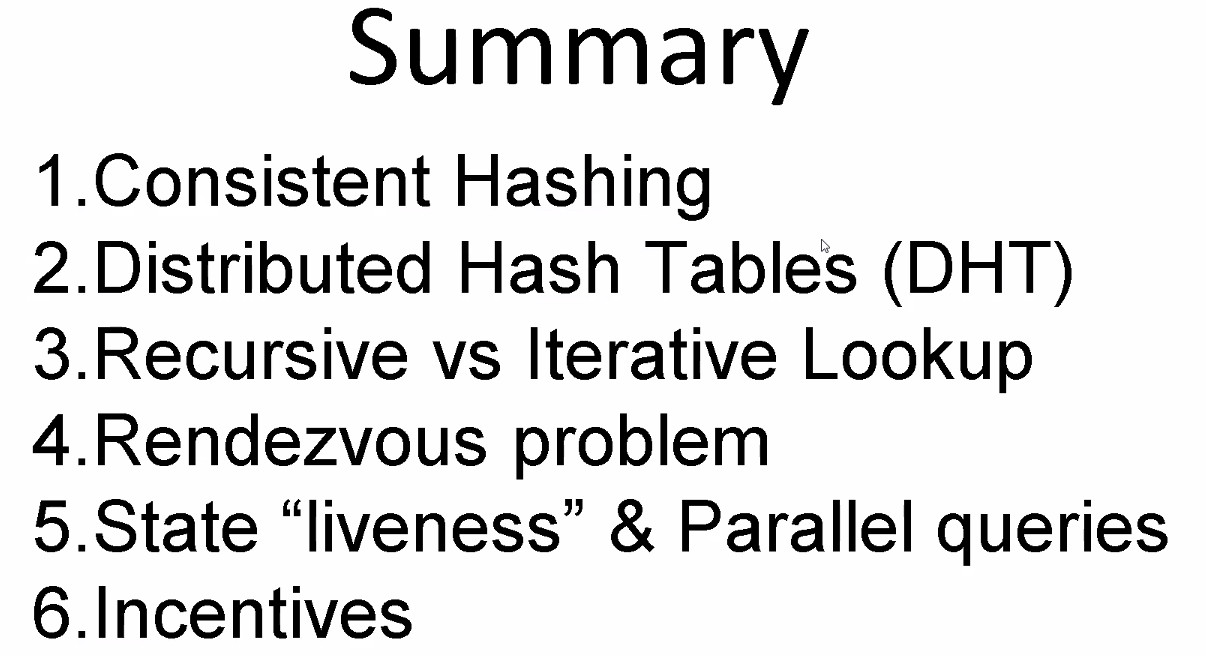 Summary
1.Consistent Hashing
2.Distributed Hash Tables (DHT)
3.Recursive vs Iterative Lookup
4.Rendezvous problem
5.State “liveness” & Parallel queries
6.Incentives